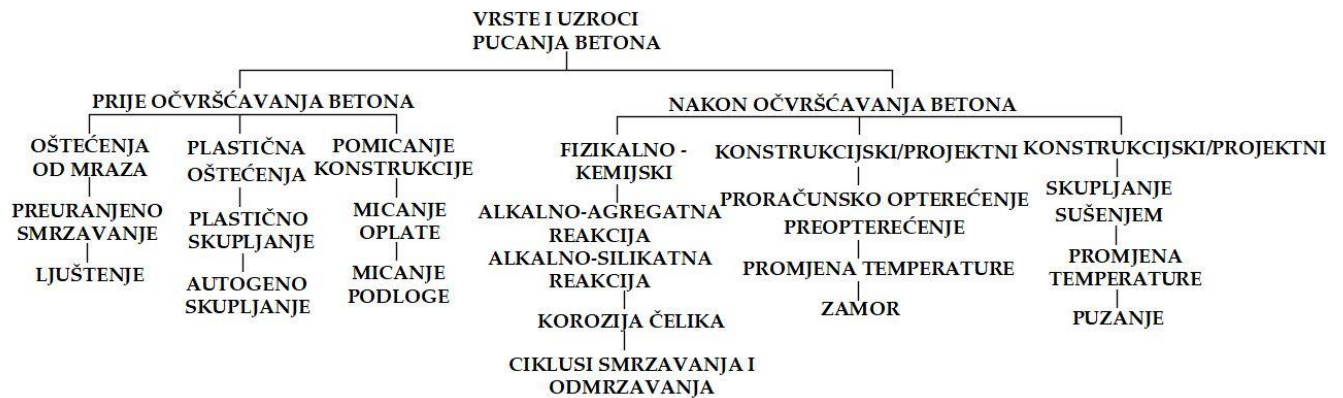 VRSTE I UZROCI
PUCANJA BETONA
PRIJE OČVRŠĆAVANJA BETONA
OŠTEĆENJA
OD MRAZA
PREURANJENO
SMRZAVANJE
LJUŠTENJE
PLASTIČNA
OŠTEĆENJA
PLASTIČNO
SKUPLJANJE
AUTOGENO
SKUPLJANJE
POMICANJE
KONSTRUKCIJE
MICANJE
OPLATE
MICANJE
PODLOGE
NAKON OČVRŠĆAVANJA BETONA
FIZIKALNO -
KEMIJSKI
ALKALNO-AGREGATNA
REAKCIJA
ALKALNO-SILIKATNA
REAKCIJA
KOROZIJA ČELIKA
CIKLUSI SMRZAVANJA I
ODMRZAVANJA
KONSTRUKCIJSKI/PROJEKTNI
PRORAČUNSKO OPTEREĆENJE
PREOPTEREĆENJE
PROMJENA TEMPERATURE
ZAMOR
KONSTRUKCIJSKI/PROJEKTNI
SKUPLJANJE
SUŠENJEM
PROMJENA
TEMPERATURE
PUZANJE